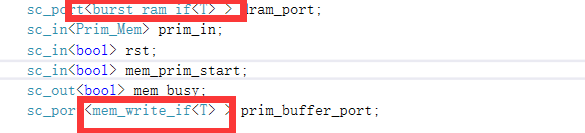 sc_port<burst_ram_if<T> > ram_port;
sc_in<Prim_Mem> prim_in;
sc_in<bool> rst;
sc_in<bool> mem_prim_start;
sc_out<bool> mem_busy;
sc_port<mem_write_if<T> > prim_buffer_port;